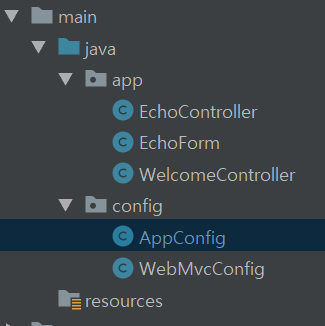 main
java
app
EchoController
EchoForm
WelcomeController
config
AppConfig
WebMvcConfig
resources